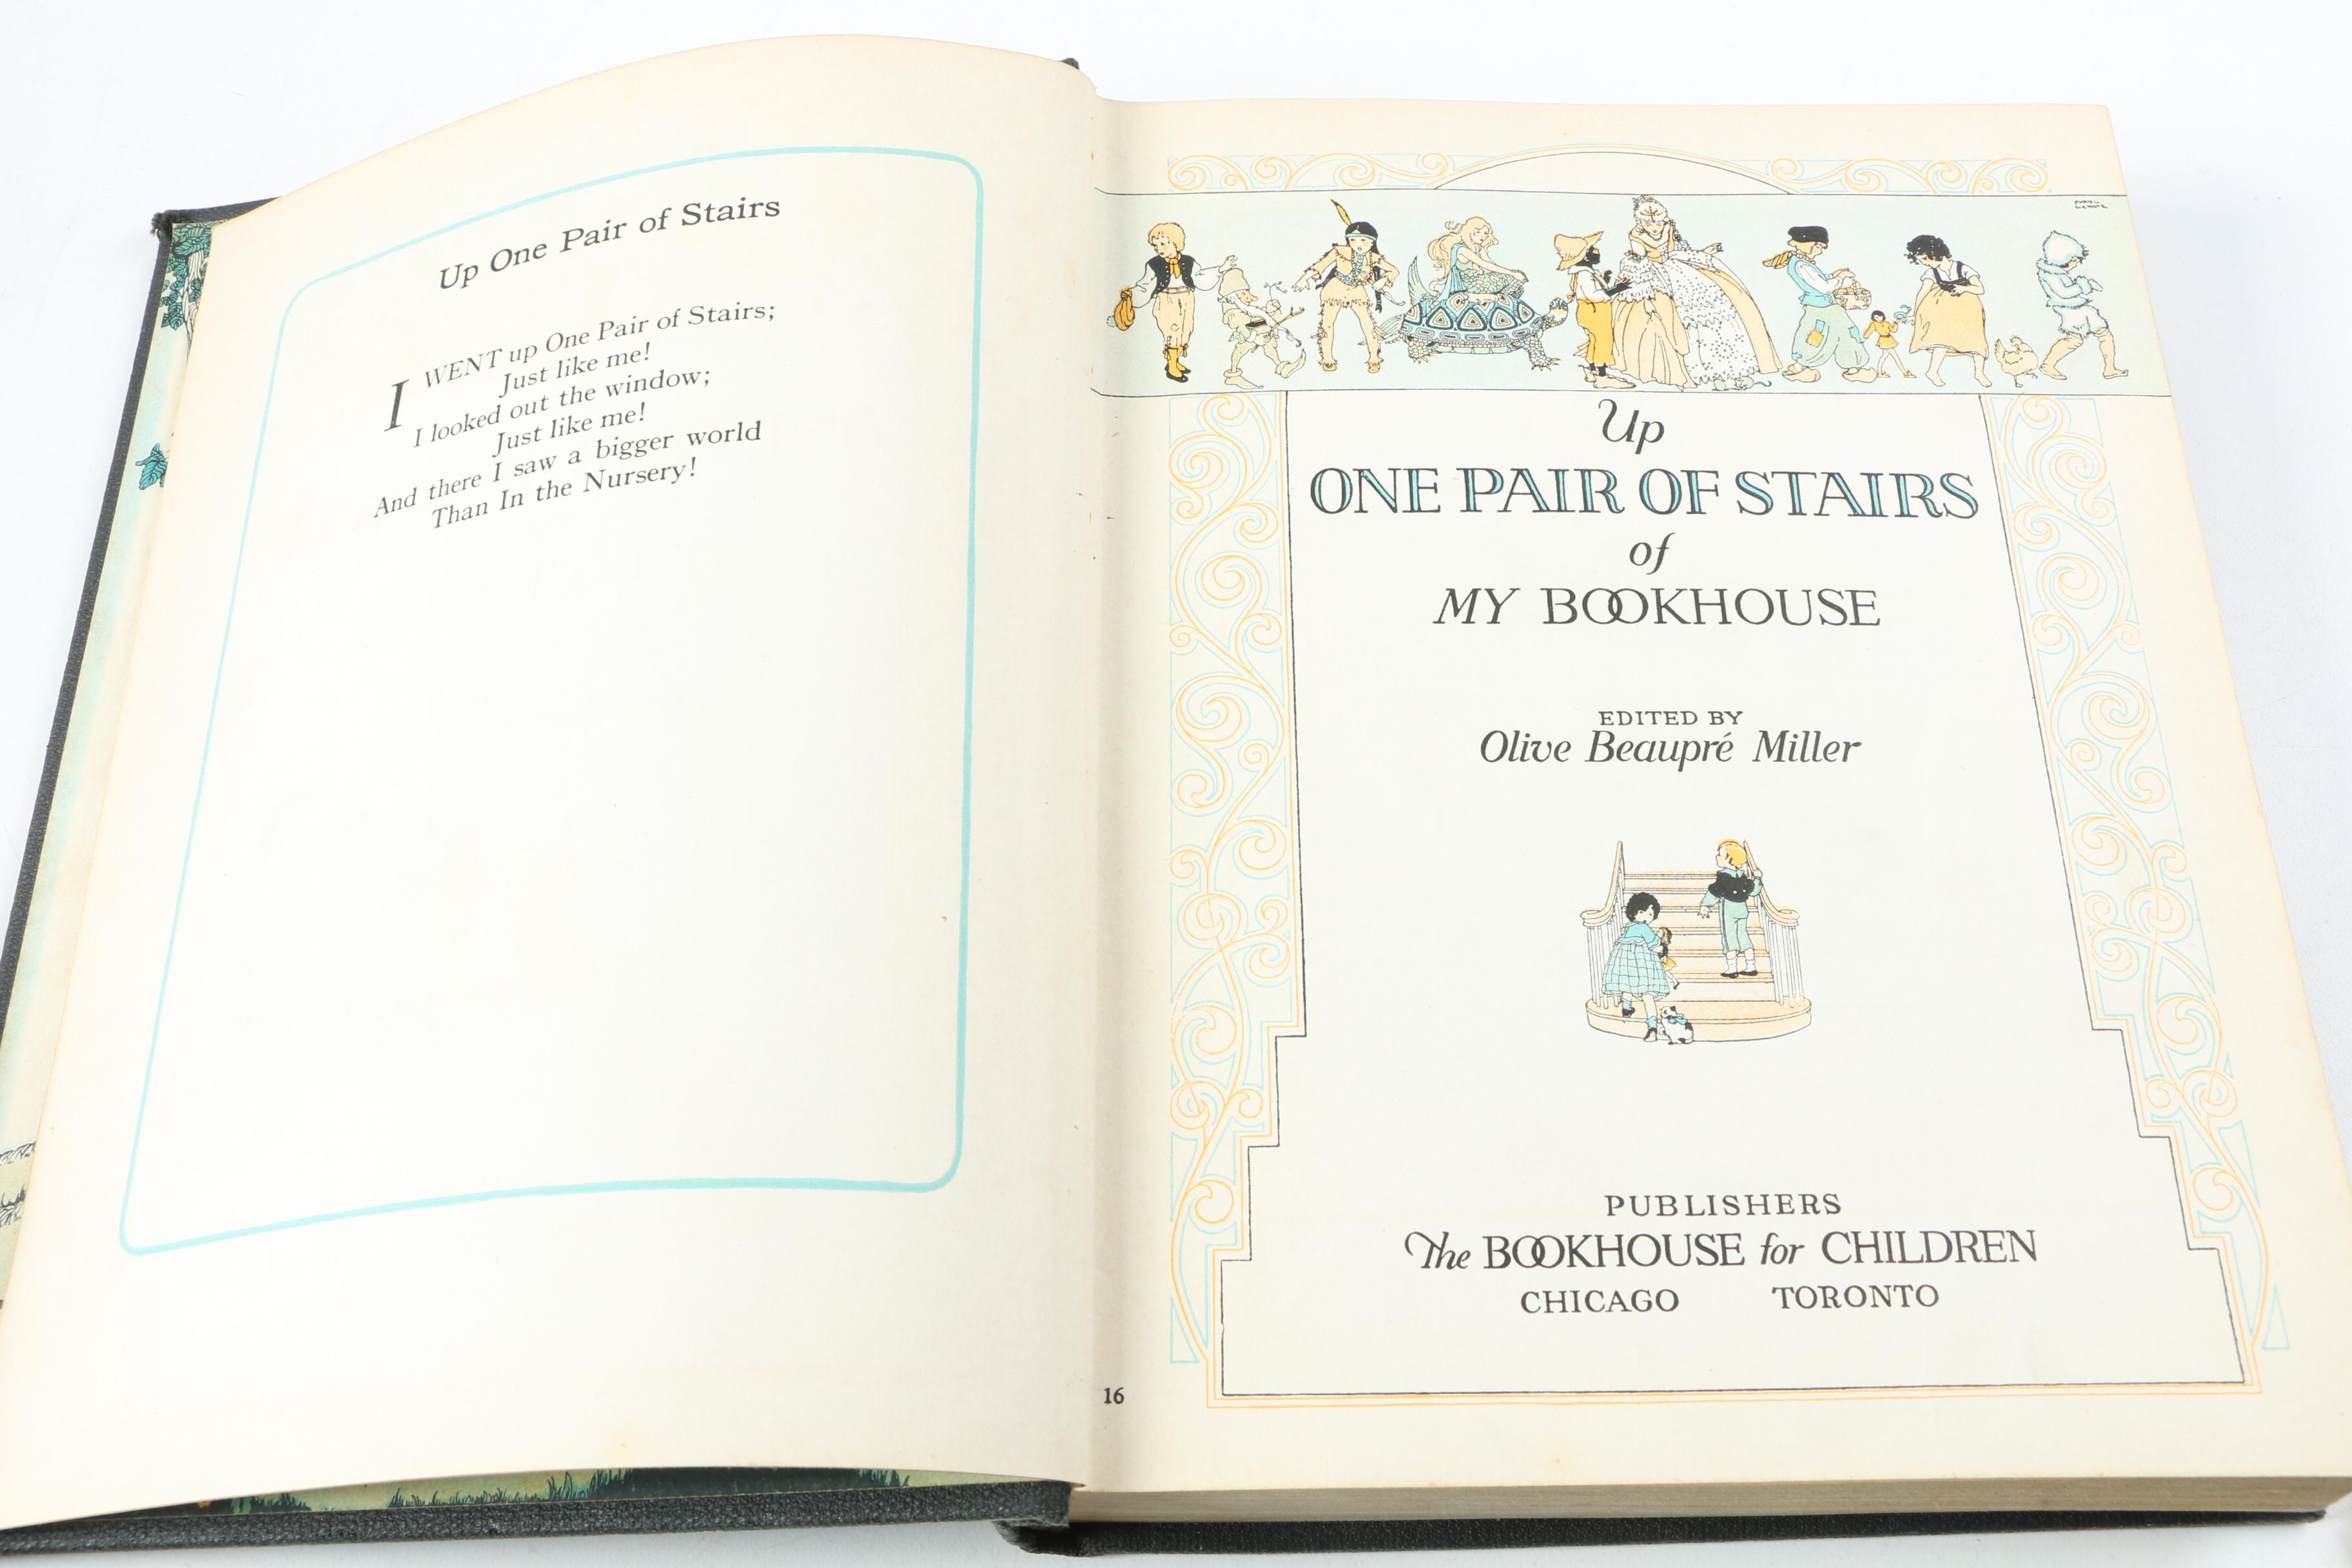 Up One Pair of Stairs
I WENT up One Pair of Stairs;
Just like me!
I looked out the window;
Just like me!
And there I saw a bigger world
Than In the Nursery!
16
Up
ONE PAIR OF STAIRS
of
MY BOOKHOUSE
EDITED BY
Olive Beaupré Miller
PUBLISHERS
The BOOKHOUSE for CHILDREN
CHICAGO TORONTO